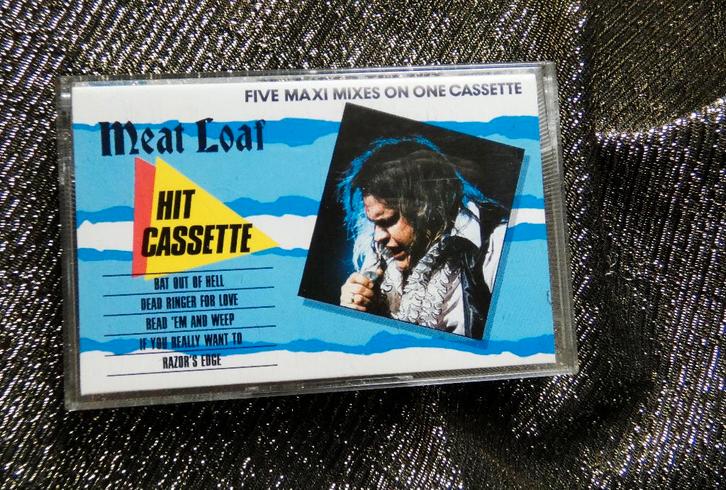 FIVE MAXI MIXES ON ONE CASSETTE
Meat Loaf
HIT
CASSETTE
BAT OUT OF HELL
DEAD RINGER FOR LOVE
READ 'EM AND WEEP
IF YOU REALLY WANT TO
RAZOR'S EDGE